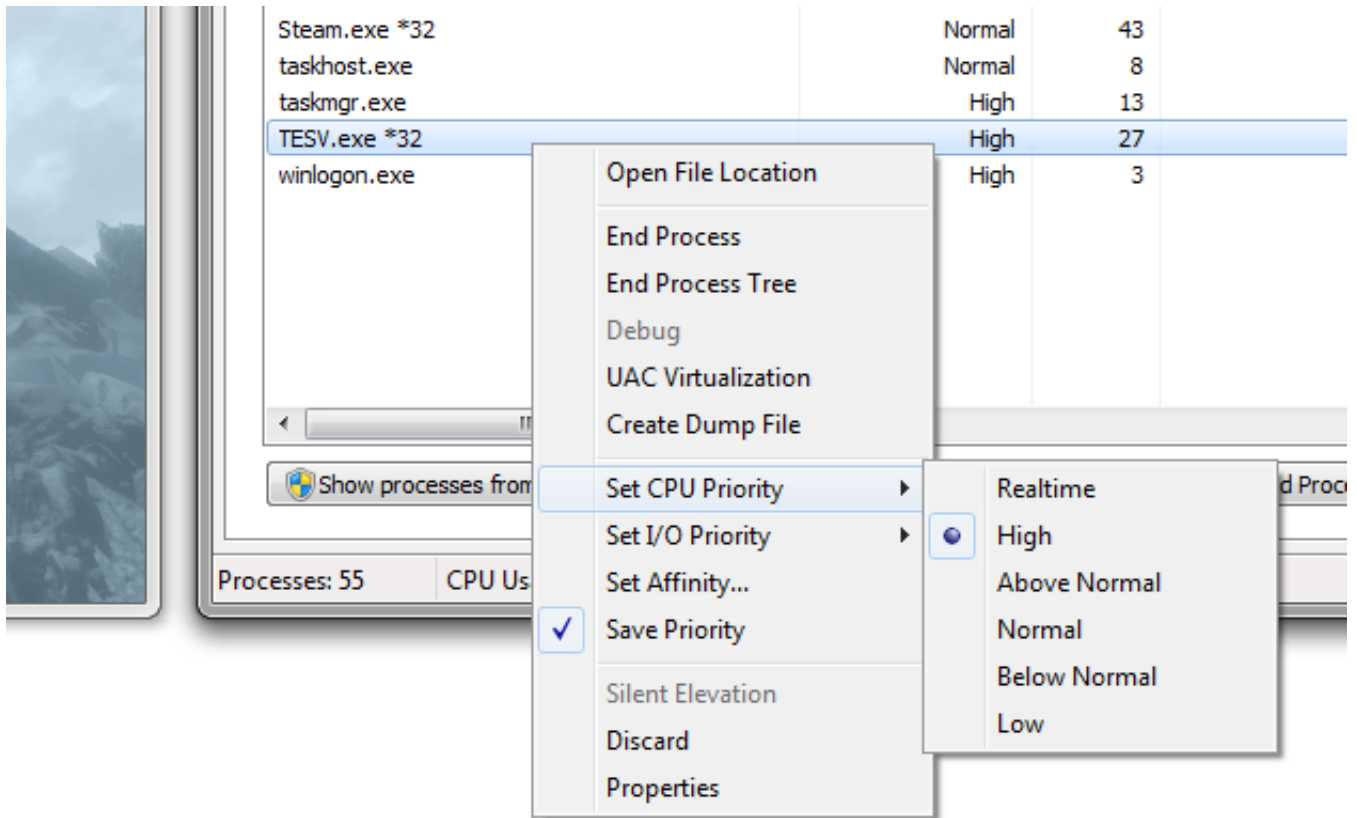 Steam.exe *32 Normal 43
taskhost.exe Normal 8
taskmgr.exe High 13
TESV.exe *32 High 27
winlogon.exe High 3
Open File Location
End Process
End Process Tree
Debug
UAC Virtualization
Create Dump File
Set CPU Priority
Set I/O Priority
Set Affinity...
Save Priority
Silent Elevation
Discard
Properties
Realtime
High
Above Normal
Normal
Below Normal
Low
Show processes from
d Proc
Processes: 55 CPU Us